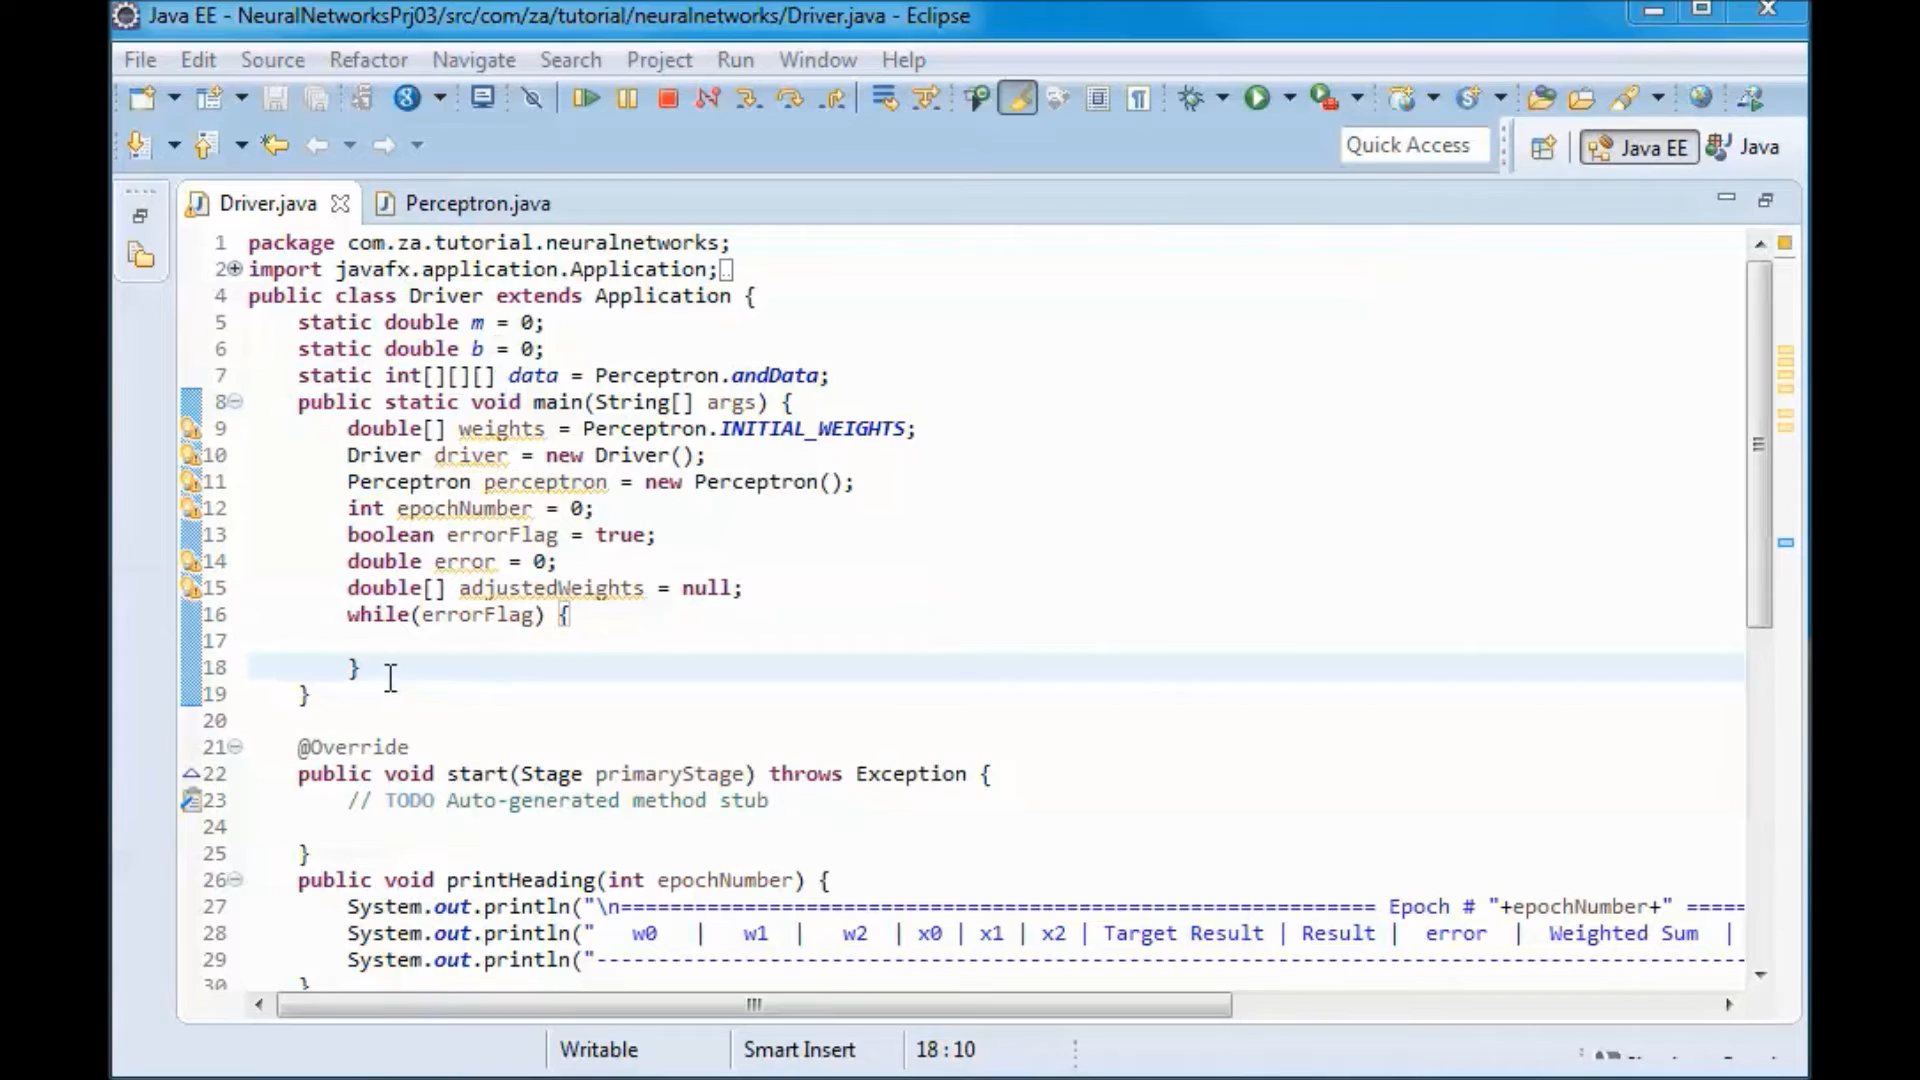 Java EE - NeuralNetworksPrj03/src/com/za/tutorial/neuralnetworks/Driver.java - Eclipse
File Edit Source Refactor Navigate Search Project Run Window Help
Quick Access Java EE Java
Driver.java Perceptron.java
1 package com.za.tutorial.neuralnetworks;
2 import javafx.application.Application;
4 public class Driver extends Application {
5 static double m = 0;
6 static double b = 0;
7 static int[][][] data = Perceptron.andData;
8 public static void main(String[] args) {
9 double[] weights = Perceptron.INITIAL_WEIGHTS;
10 Driver driver = new Driver();
11 Perceptron perceptron = new Perceptron();
12 int epochNumber = 0;
13 boolean errorFlag = true;
14 double error = 0;
15 double[] adjustedWeights = null;
16 while(errorFlag) {
17
18 }
19 }
20
21 @Override
22 public void start(Stage primaryStage) throws Exception {
23 // TODO Auto-generated method stub
24
25 }
26 public void printHeading(int epochNumber) {
27 System.out.println("\n============================================================= Epoch # "+epochNumber+" =====
28 System.out.println(" w0 | w1 | w2 | x0 | x1 | x2 | Target Result | Result | error | Weighted Sum |
29 System.out.println("---------------------------------------------------------------------------------------------
30 }
Writable Smart Insert 18 : 10